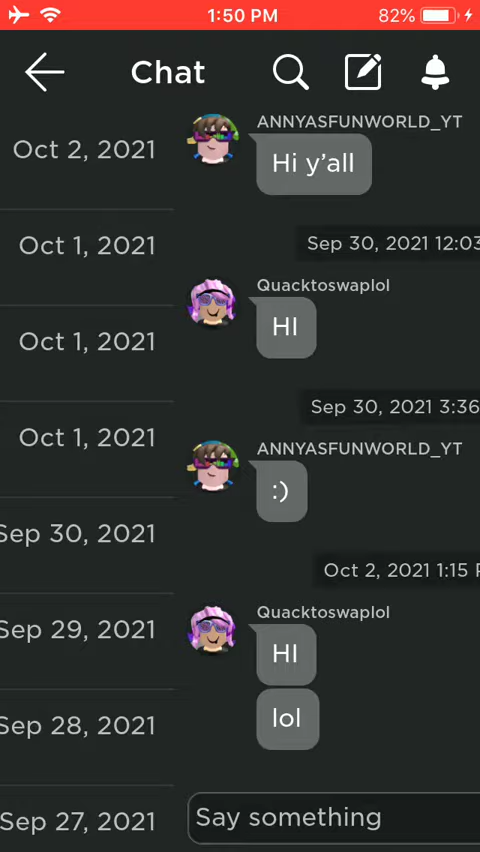 1:50 PM
82%
Chat
Oct 2, 2021
Oct 1, 2021
Oct 1, 2021
Oct 1, 2021
Sep 30, 2021
Sep 29, 2021
Sep 28, 2021
Sep 27, 2021
ANNYASFUNWORLD_YT
Hi y’all
Sep 30, 2021 12:03
Quacktoswaplol
HI
Sep 30, 2021 3:36
ANNYASFUNWORLD_YT
:)
Oct 2, 2021 1:15
Quacktoswaplol
HI
lol
Say something